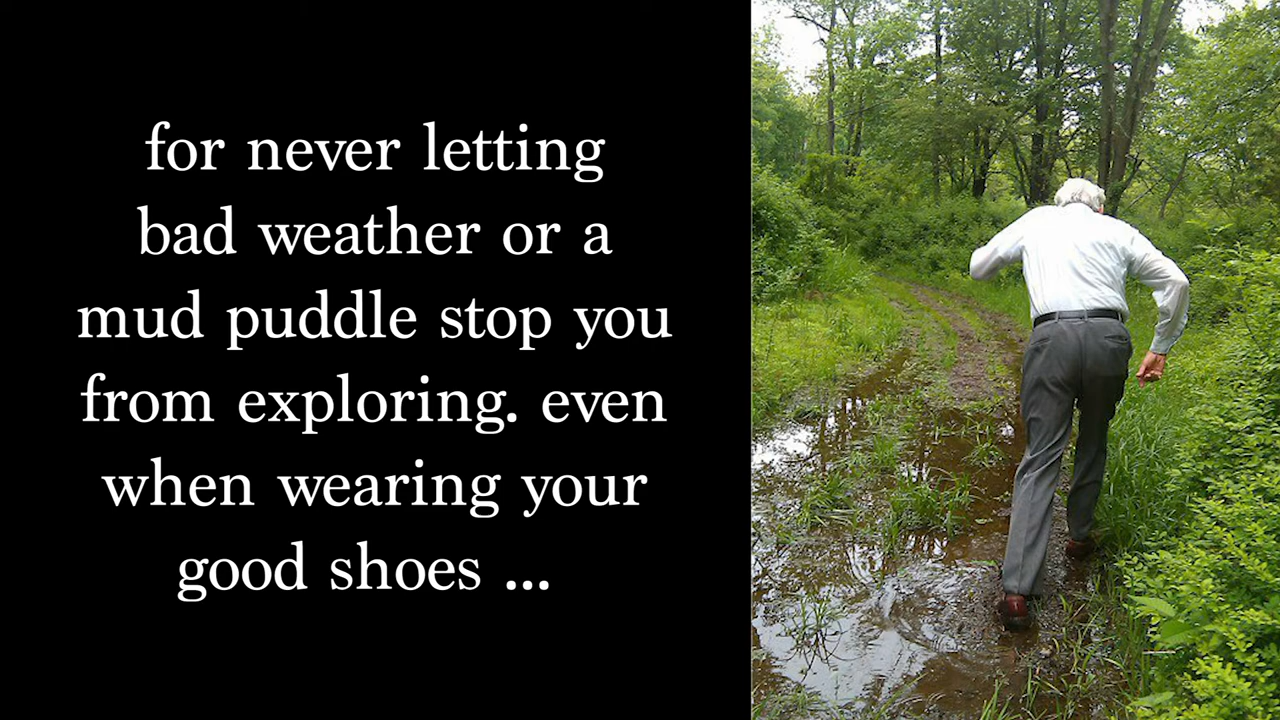 for never letting
bad weather or a
mud puddle stop you
from exploring. even
when wearing your
good shoes ...